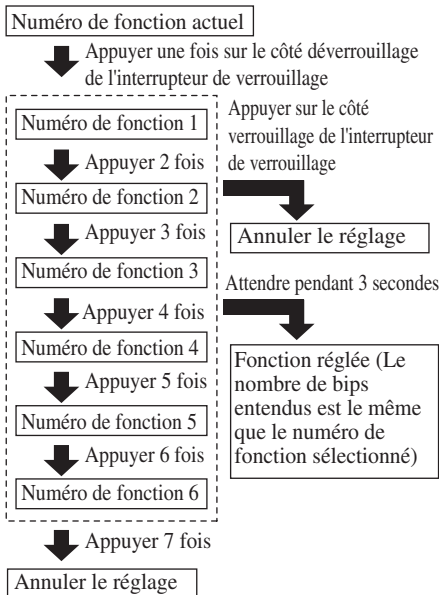 Numéro de fonction actuel
Appuyer une fois sur le côté déverrouillage
de l'interrupteur de verrouillage
Numéro de fonction 1
Appuyer 2 fois
Numéro de fonction 2
Appuyer 3 fois
Numéro de fonction 3
Appuyer 4 fois
Numéro de fonction 4
Appuyer 5 fois
Numéro de fonction 5
Appuyer 6 fois
Numéro de fonction 6
Appuyer 7 fois
Annuler le réglage
Appuyer sur le côté
verrouillage de l'interrupteur
de verrouillage
Annuler le réglage
Attendre pendant 3 secondes
Fonction réglée (Le
nombre de bips
entendus est le même
que le numéro de
fonction sélectionné)